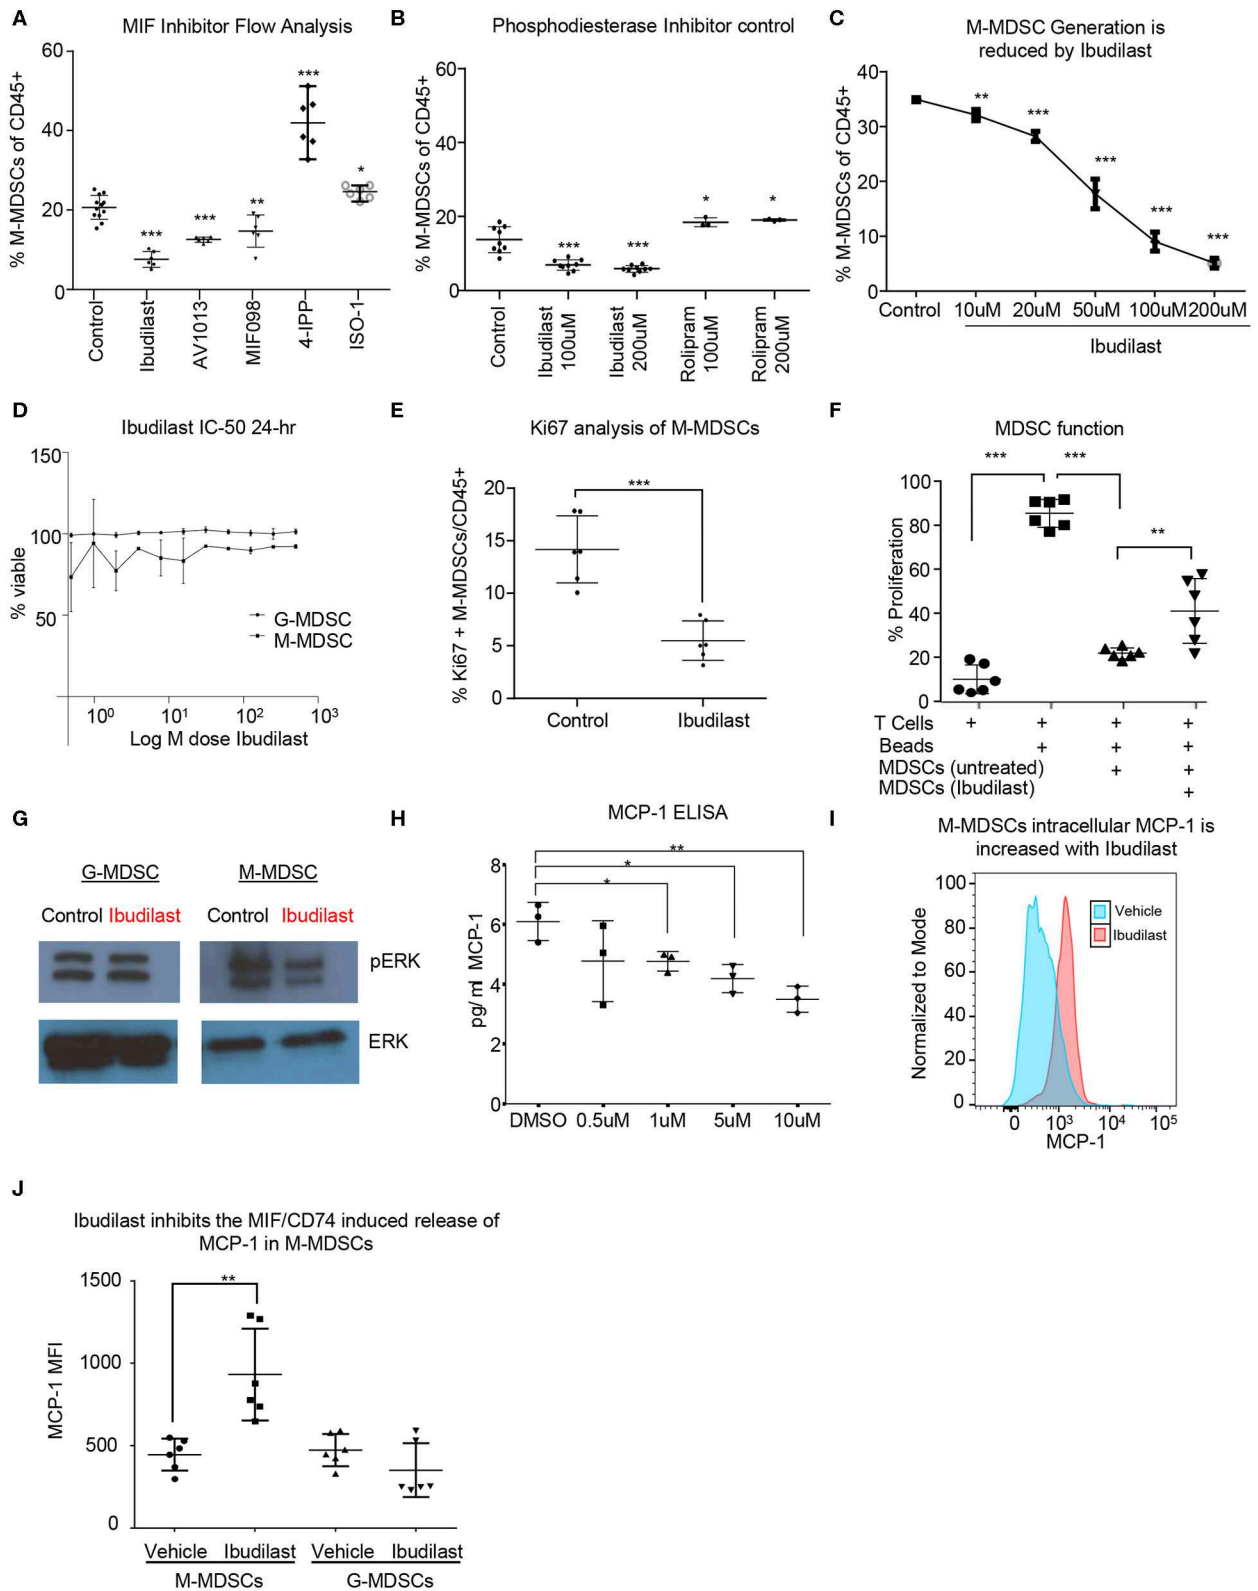 A
MIF Inhibitor Flow Analysis
% M-MDSCs of CD45+
60
40
20
0
***
***
**
***
*
Control
Ibudilast
AV1013
MIF098
4-IPP
ISO-1
B
Phosphodiesterase Inhibitor control
% M-MDSCs of CD45+
60
40
20
0
***
***
*
*
Control
Ibudilast
100uM
Ibudilast
200uM
Rolipram
100uM
Rolipram
200uM
C
M-MDSC Generation is
reduced by Ibudilast
% M-MDSCs of CD45+
40
30
20
10
0
**
***
***
***
***
Control
10uM
20uM
50uM
100uM
200uM
Ibudilast
D
Ibudilast IC-50 24-hr
% viable
150
100
50
G-MDSC
M-MDSC
10⁰
10¹
10²
10³
Log M dose Ibudilast
E
Ki67 analysis of M-MDSCs
% Ki67 + M-MDSCs/CD45+
20
15
10
5
0
***
Control
Ibudilast
F
MDSC function
% Proliferation
100
80
60
40
20
0
***
***
**
T Cells + + + +
Beads + + +
MDSCs (untreated) + +
MDSCs (Ibudilast) +
G
G-MDSC
M-MDSC
Control Ibudilast
Control Ibudilast
pERK
ERK
H
MCP-1 ELISA
pg/ ml MCP-1
8
6
4
2
0
**
*
*
DMSO
0.5uM
1uM
5uM
10uM
I
M-MDSCs intracellular MCP-1 is
increased with Ibudilast
Normalized to Mode
100
80
60
40
20
0
Vehicle
Ibudilast
0
10³
10⁴
10⁵
MCP-1
J
Ibudilast inhibits the MIF/CD74 induced release of
MCP-1 in M-MDSCs
MCP-1 MFI
1500
1000
500
0
**
Vehicle
Ibudilast
Vehicle
Ibudilast
M-MDSCs
G-MDSCs